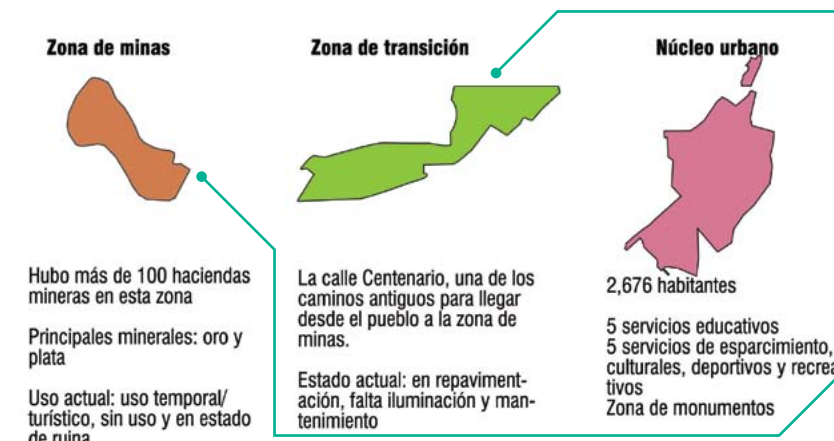 Zona de minas
Hubo más de 100 haciendas
mineras en esta zona
Principales minerales: oro y
plata
Uso actual: uso temporal/
turístico, sin uso y en estado
de ruina
Zona de transición
La calle Centenario, una de los
caminos antiguos para llegar
desde el pueblo a la zona de
minas.
Estado actual: en repaviment-
ación, falta iluminación y man-
tenimiento
Núcleo urbano
2,676 habitantes
5 servicios educativos
5 servicios de esparcimiento,
culturales, deportivos y recrea
tivos
Zona de monumentos